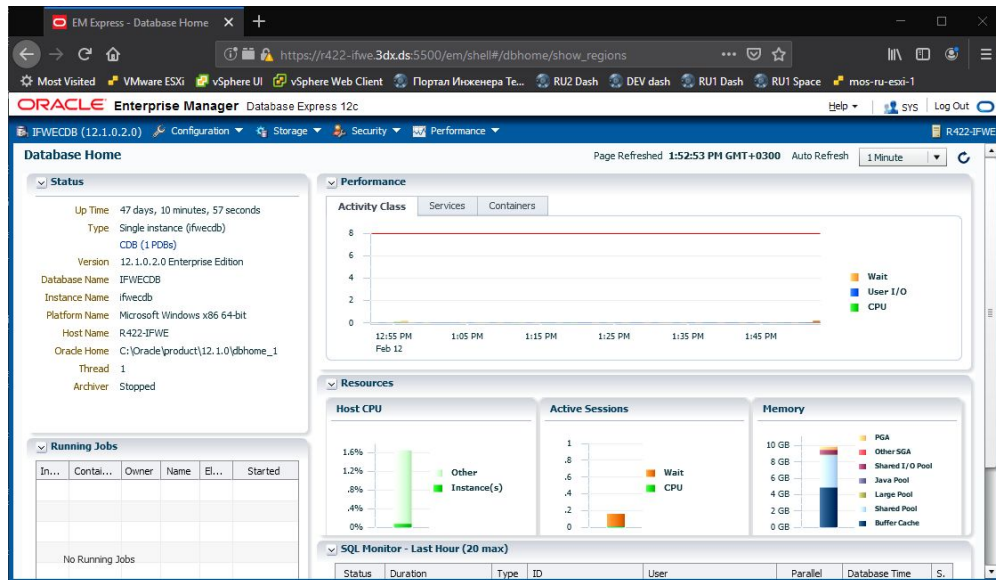 EM Express - Database Home
https://r422-ifwe.3dx.ds:5500/em/shell#/dbhome/show_regions
Most Visited VMware ESXi vSphere UI vSphere Web Client Портал Инженера Те... RU2 Dash DEV dash RU1 Dash RU1 Space mos-ru-esxi-1
ORACLE Enterprise Manager Database Express 12c Help SYS Log Out
IFWECDB (12.1.0.2.0) Configuration Storage Security Performance R422-IFWE
Database Home Page Refreshed 1:52:53 PM GMT+0300 Auto Refresh 1 Minute
Status
Up Time 47 days, 10 minutes, 57 seconds
Type Single instance (ifwecdb)
CDB (1 PDBs)
Version 12.1.0.2.0 Enterprise Edition
Database Name IFWECDB
Instance Name ifwecdb
Platform Name Microsoft Windows x86 64-bit
Host Name R422-IFWE
Oracle Home C:\Oracle\product\12.1.0\dbhome_1
Thread 1
Archiver Stopped
Running Jobs
In... Contai... Owner Name El... Started
No Running Jobs
Performance
Activity Class Services Containers
8
6
4
2
0
12:55 PM 1:05 PM 1:15 PM 1:25 PM 1:35 PM 1:45 PM
Feb 12
Wait
User I/O
CPU
Resources
Host CPU
1.6%
1.2%
.8%
.4%
0%
Other
Instance(s)
Active Sessions
1
.8
.6
.4
.2
0
Wait
CPU
Memory
10 GB
8 GB
6 GB
4 GB
2 GB
0 GB
PGA
Other SGA
Shared I/O Pool
Java Pool
Large Pool
Shared Pool
Buffer Cache
SQL Monitor - Last Hour (20 max)
Status Duration Type ID User Parallel Database Time S.